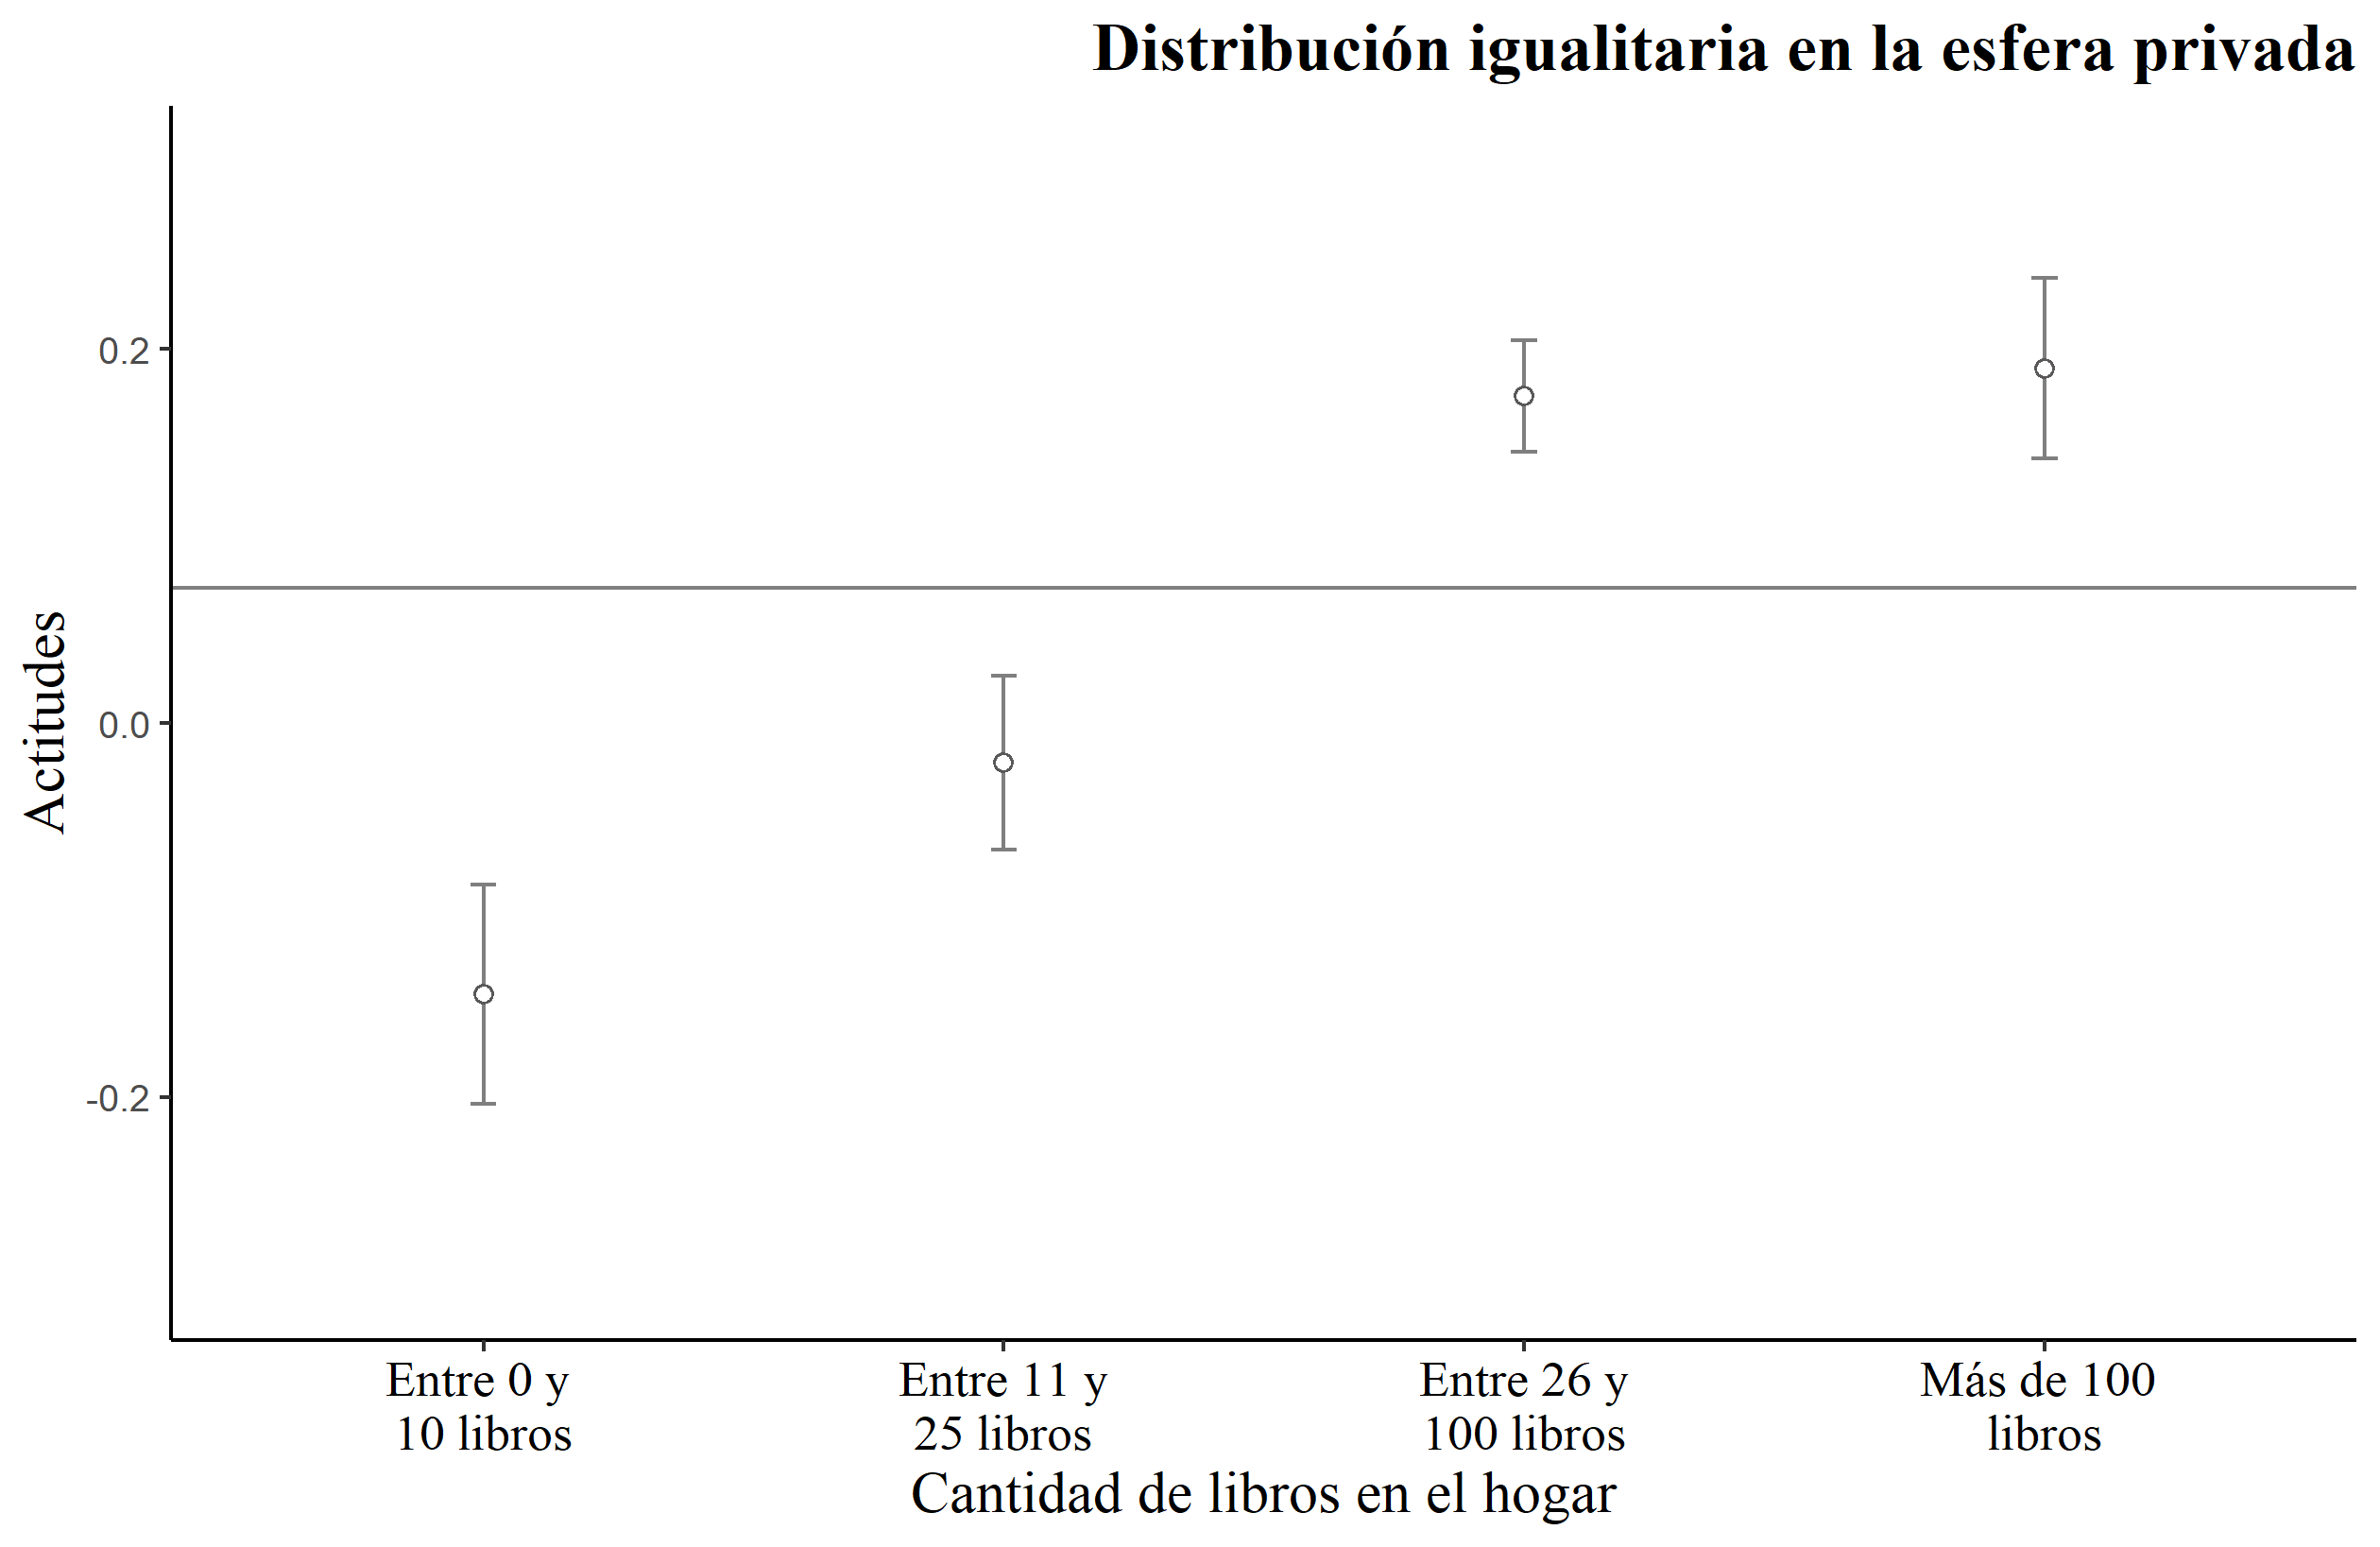 Distribución igualitaria en la esfera privada
Actitudes
0.2
0.0
-0.2
Entre 0 y
10 libros
Entre 11 y
25 libros
Entre 26 y
100 libros
Más de 100
libros
Cantidad de libros en el hogar